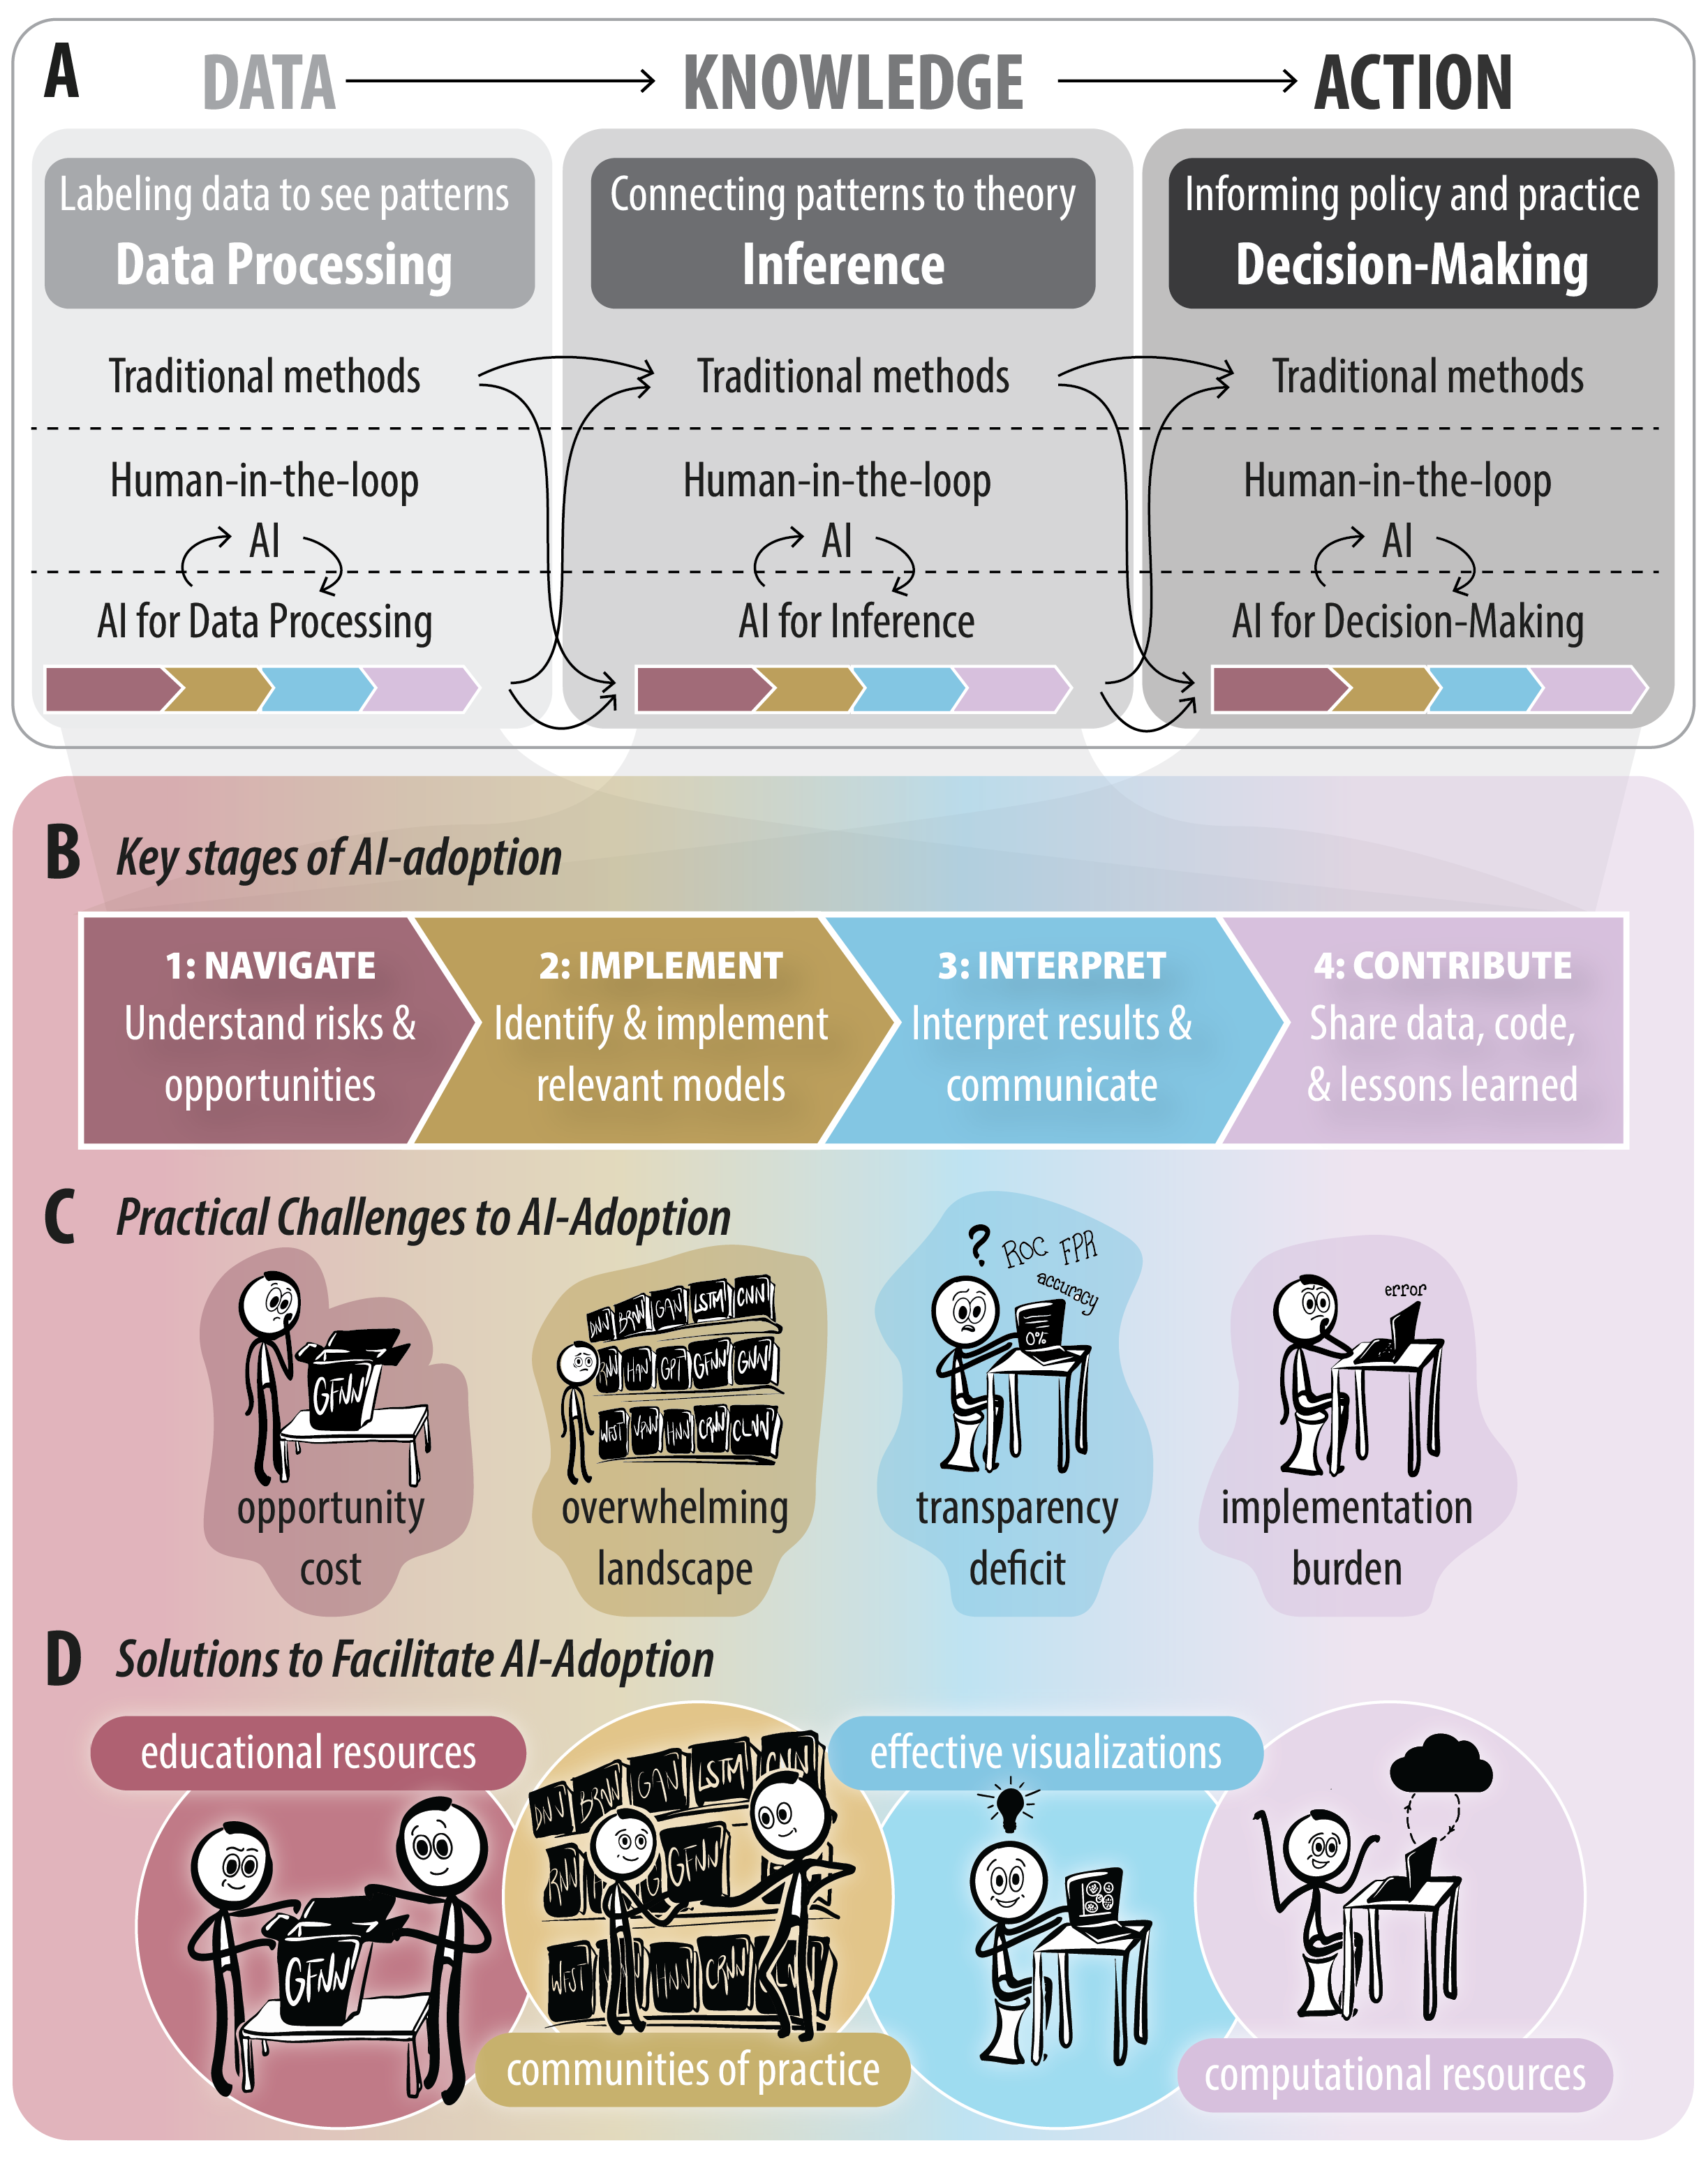 A
DATA
KNOWLEDGE
ACTION
Labeling data to see patterns
Data Processing
Connecting patterns to theory
Inference
Informing policy and practice
Decision-Making
Traditional methods
Traditional methods
Traditional methods
Human-in-the-loop
AI
Human-in-the-loop
AI
Human-in-the-loop
AI
AI for Data Processing
AI for Inference
AI for Decision-Making
B
Key stages of AI-adoption
1: NAVIGATE
Understand risks &
opportunities
2: IMPLEMENT
Identify & implement
relevant models
3: INTERPRET
Interpret results &
communicate
4: CONTRIBUTE
Share data, code,
& lessons learned
C
Practical Challenges to AI-Adoption
GFNN
opportunity
cost
DNN BRNN GAN LSTM CNN
RNN HAN GPT GFNN GNN
HNN CRNN CLNN
overwhelming
landscape
? ROC FPR
accuracy
0%
transparency
deficit
error
implementation
burden
D
Solutions to Facilitate AI-Adoption
educational resources
GFNN
DNN BRNN GAN LSTM CNN
RNN GFNN
HNN CRNN
communities of practice
effective visualizations
computational resources